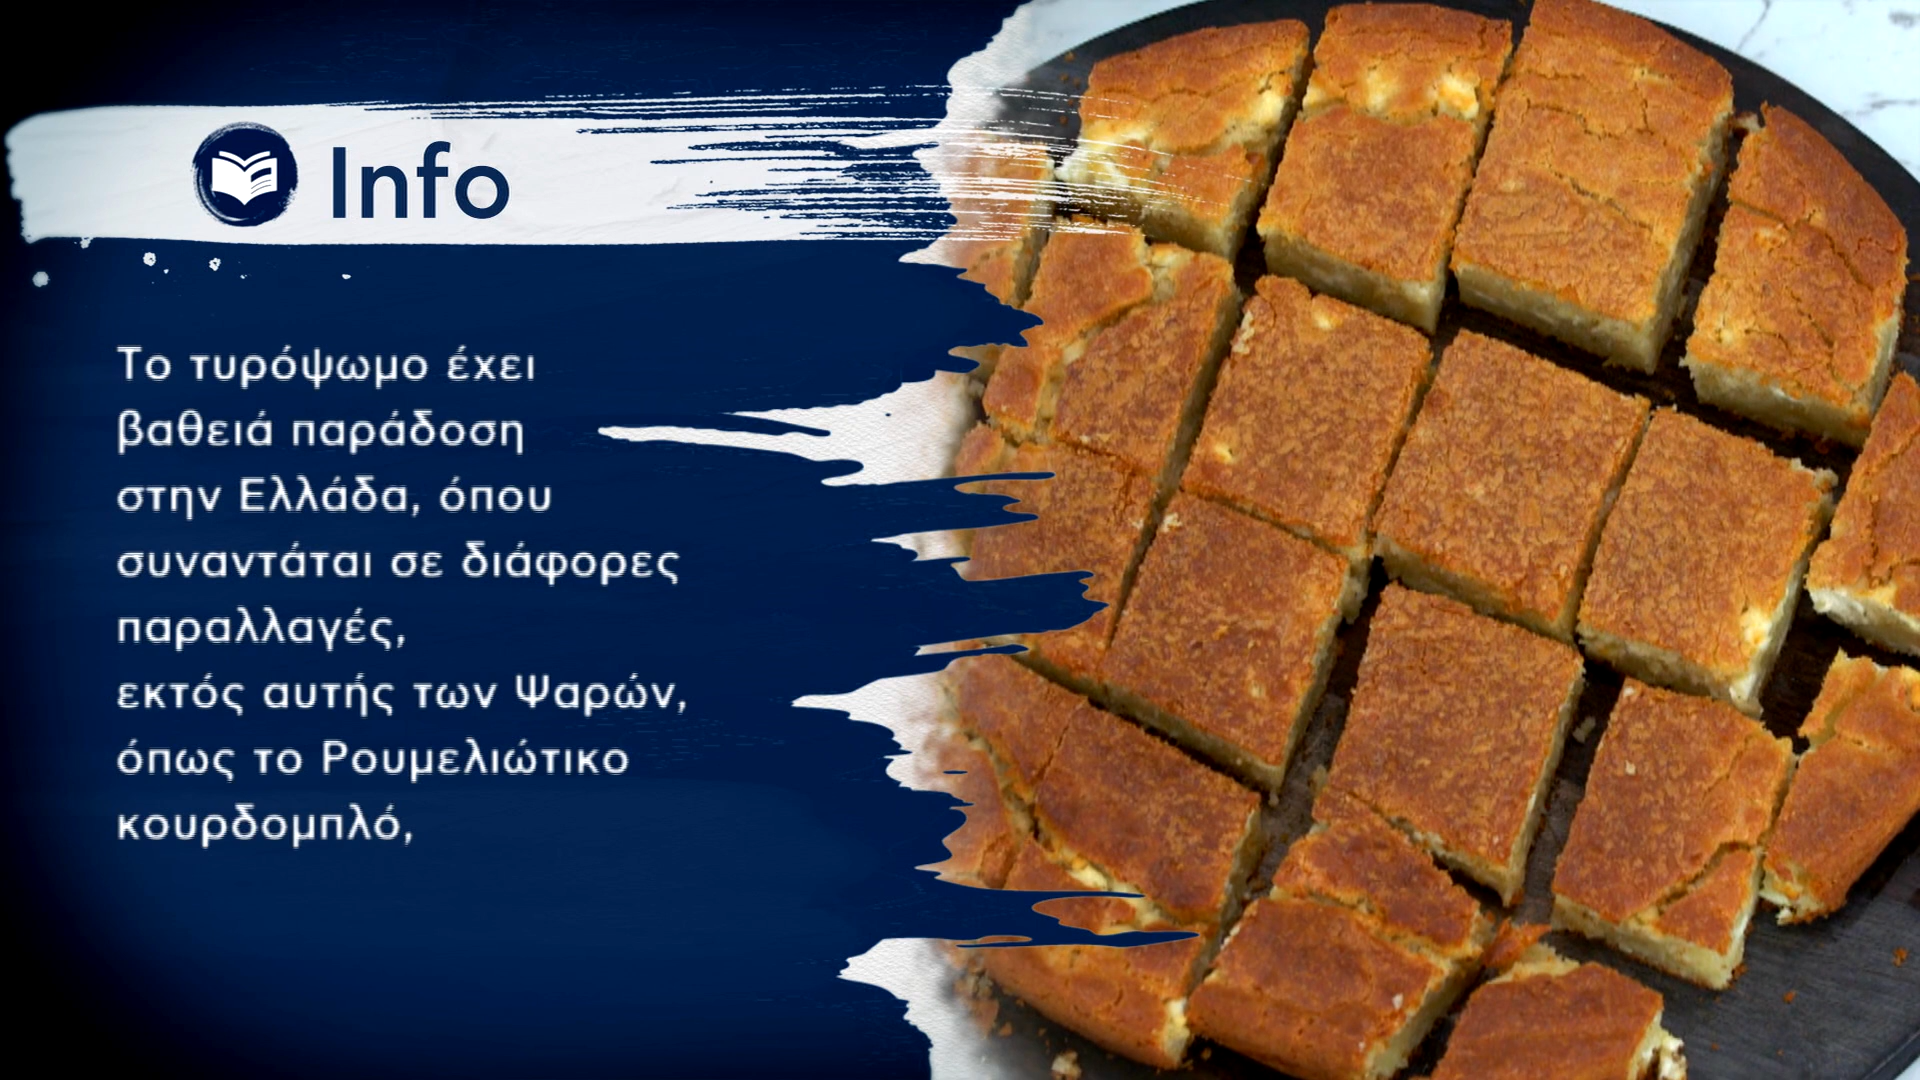 Info
Το τυρόψωμο έχει
βαθειά παράδοση
στην Ελλάδα, όπου
συναντάται σε διάφορες
παραλλαγές,
εκτός αυτής των Ψαρών,
όπως το Ρουμελιώτικο
κουρδομπλό,